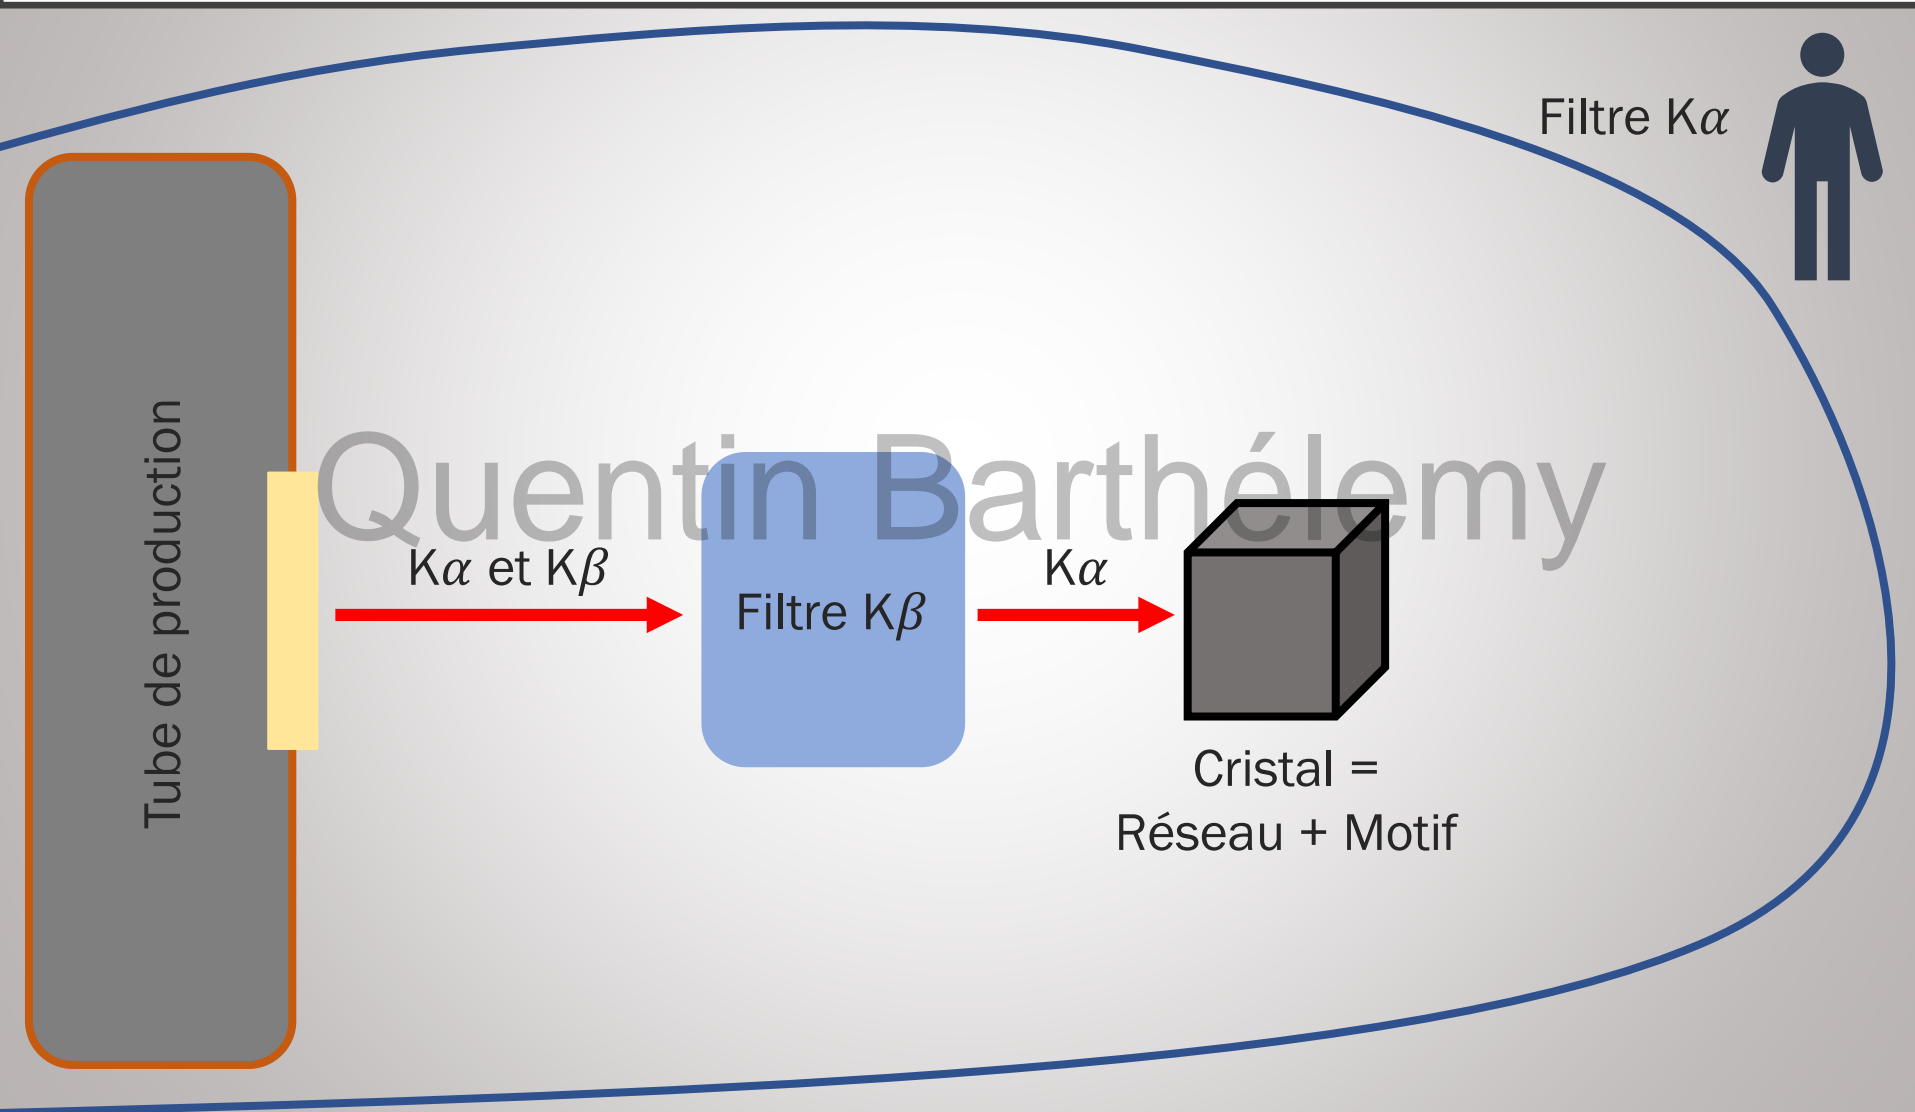 Filtre Kα
Tube de production
Quentin Barthélemy
Kα et Kβ
Filtre Kβ
Kα
Cristal =
Réseau + Motif